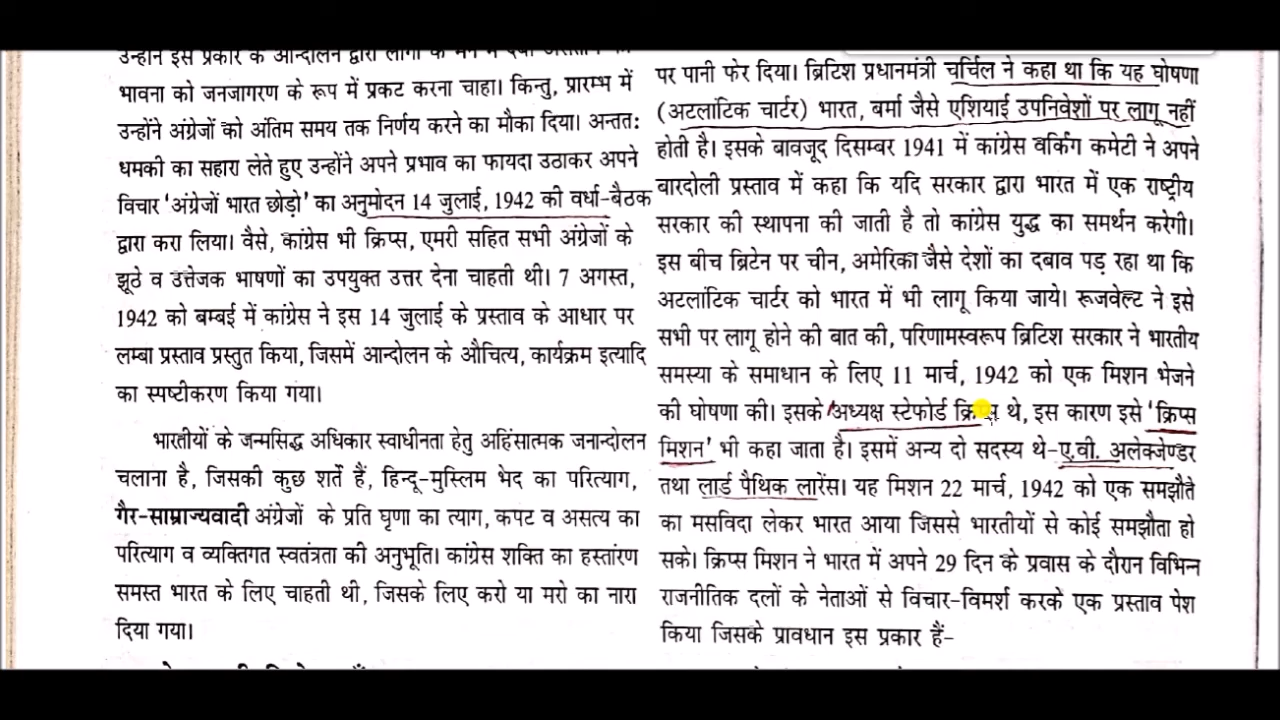 उन्होंने इस प्रकार के आन्दोलन द्वारा लोगों के मन में
भावना को जनजागरण के रूप में प्रकट करना चाहा। किन्तु, प्रारम्भ में
उन्होंने अंग्रेजों को अंतिम समय तक निर्णय करने का मौका दिया। अन्ततः
धमकी का सहारा लेते हुए उन्होंने अपने प्रभाव का फायदा उठाकर अपने
विचार 'अंग्रेजों भारत छोड़ो' का अनुमोदन 14 जुलाई, 1942 की वर्धा-बैठक
द्वारा करा लिया। वैसे, कांग्रेस भी क्रिप्स, एमरी सहित सभी अंग्रेजों के
झूठे व उत्तेजक भाषणों का उपयुक्त उत्तर देना चाहती थी। 7 अगस्त,
1942 को बम्बई में कांग्रेस ने इस 14 जुलाई के प्रस्ताव के आधार पर
लम्बा प्रस्ताव प्रस्तुत किया, जिसमें आन्दोलन के औचित्य, कार्यक्रम इत्यादि
का स्पष्टीकरण किया गया।
भारतीयों के जन्मसिद्ध अधिकार स्वाधीनता हेतु अहिंसात्मक जनान्दोलन
चलाना है, जिसकी कुछ शर्ते हैं, हिन्दू-मुस्लिम भेद का परित्याग,
गैर-साम्राज्यवादी अंग्रेजों के प्रति घृणा का त्याग, कपट व असत्य का
परित्याग व व्यक्तिगत स्वतंत्रता की अनुभूति। कांग्रेस शक्ति का हस्तांरण
समस्त भारत के लिए चाहती थी, जिसके लिए करो या मरो का नारा
दिया गया।
पर पानी फेर दिया। ब्रिटिश प्रधानमंत्री चर्चिल ने कहा था कि यह घोषणा
(अटलांटिक चार्टर) भारत, बर्मा जैसे एशियाई उपनिवेशों पर लागू नहीं
होती है। इसके बावजूद दिसम्बर 1941 में कांग्रेस वर्किंग कमेटी ने अपने
बारदोली प्रस्ताव में कहा कि यदि सरकार द्वारा भारत में एक राष्ट्रीय
सरकार की स्थापना की जाती है तो कांग्रेस युद्ध का समर्थन करेगी।
इस बीच ब्रिटेन पर चीन, अमेरिका जैसे देशों का दबाव पड़ रहा था कि
अटलांटिक चार्टर को भारत में भी लागू किया जाये। रूजवेल्ट ने इसे
सभी पर लागू होने की बात की, परिणामस्वरूप ब्रिटिश सरकार ने भारतीय
समस्या के समाधान के लिए 11 मार्च, 1942 को एक मिशन भेजने
की घोषणा की। इसके अध्यक्ष स्टेफोर्ड क्रिप्स थे, इस कारण इसे 'क्रिप्स
मिशन' भी कहा जाता है। इसमें अन्य दो सदस्य थे-ए.वी. अलेक्जेण्डर
तथा लार्ड पैथिक लारेंस। यह मिशन 22 मार्च, 1942 को एक समझौते
का मसविदा लेकर भारत आया जिससे भारतीयों से कोई समझौता हो
सके। क्रिप्स मिशन ने भारत में अपने 29 दिन के प्रवास के दौरान विभिन्न
राजनीतिक दलों के नेताओं से विचार-विमर्श करके एक प्रस्ताव पेश
किया जिसके प्रावधान इस प्रकार हैं-